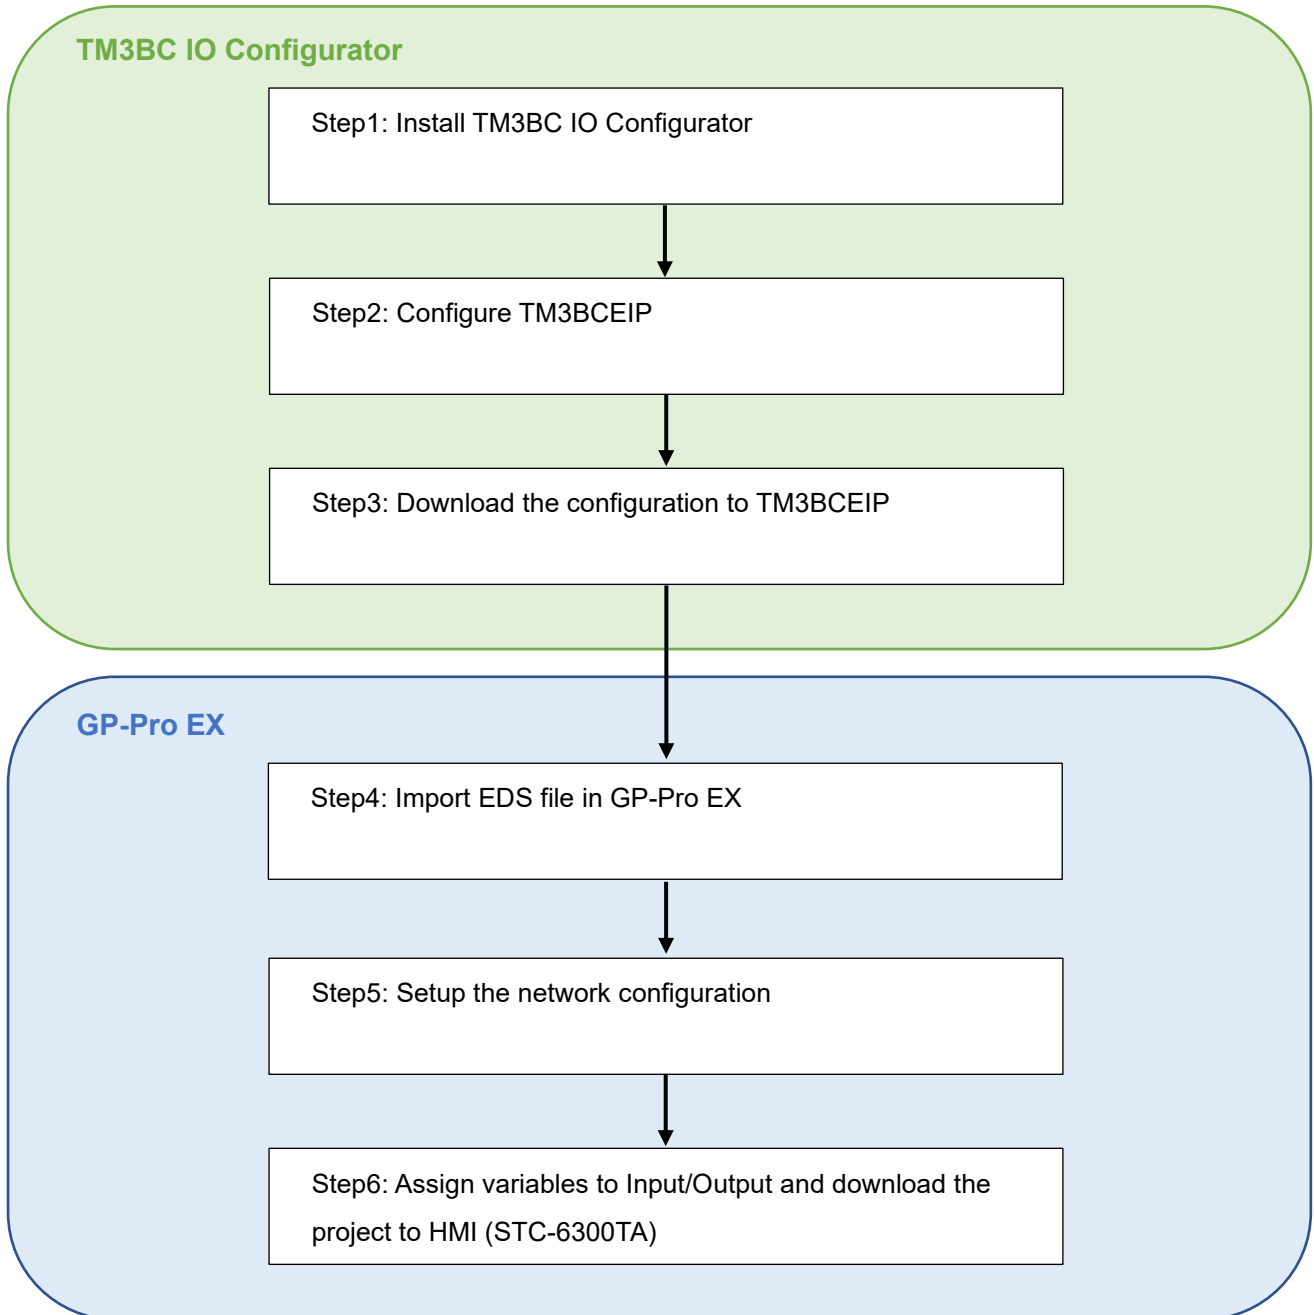 TM3BC IO Configurator
Step1: Install TM3BC IO Configurator
Step2: Configure TM3BCEIP
Step3: Download the configuration to TM3BCEIP
GP-Pro EX
Step4: Import EDS file in GP-Pro EX
Step5: Setup the network configuration
Step6: Assign variables to Input/Output and download the
project to HMI (STC-6300TA)